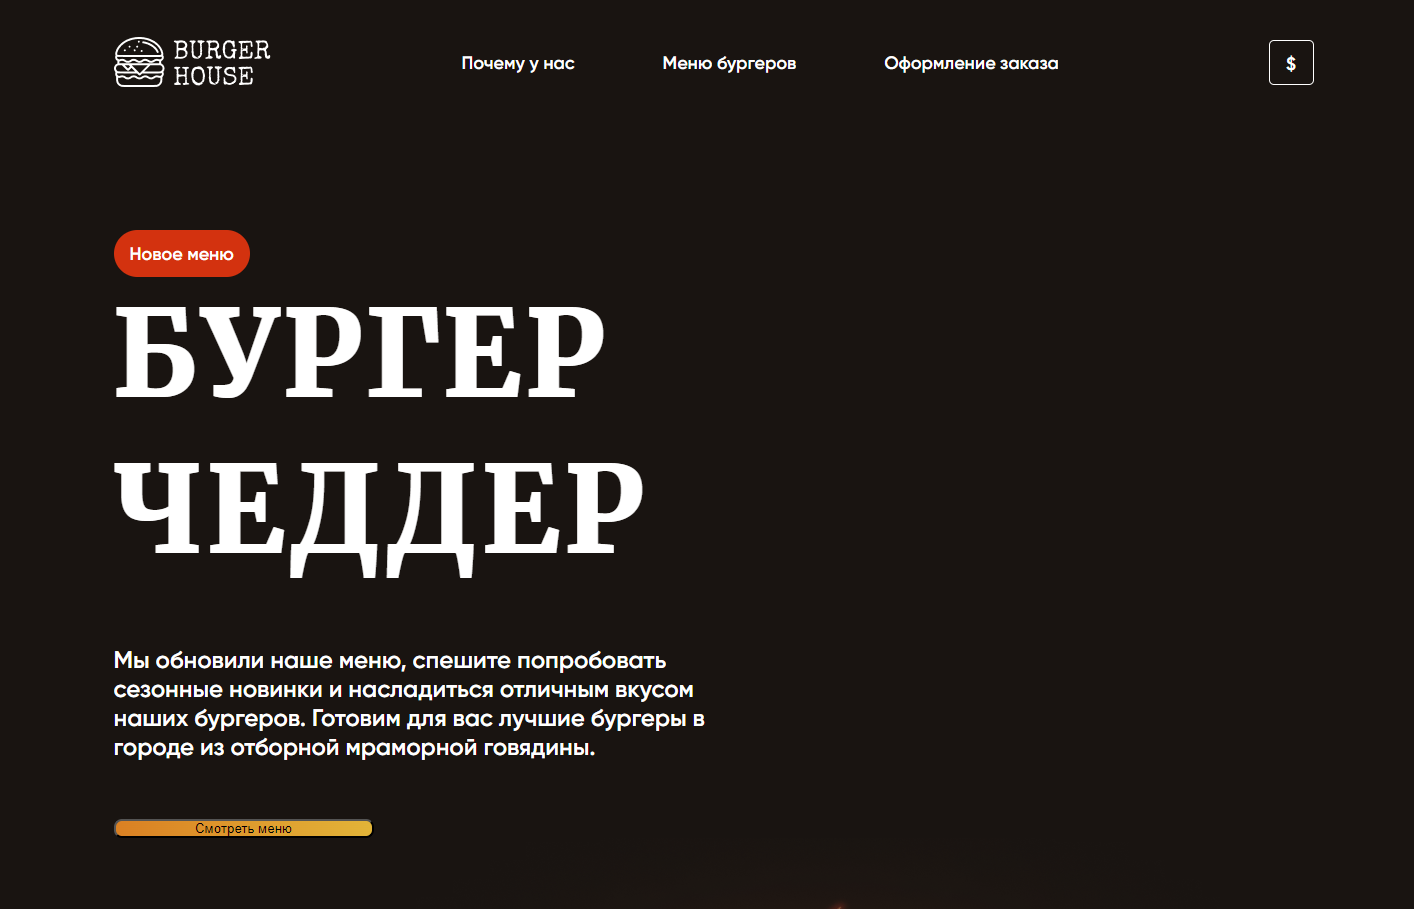 BURGER
HOUSE
Почему у нас
Меню бургеров
Оформление заказа
$
Новое меню
БУРГЕР
ЧЕДДЕР
Мы обновили наше меню, спешите попробовать
сезонные новинки и насладиться отличным вкусом
наших бургеров. Готовим для вас лучшие бургеры в
городе из отборной мраморной говядины.
Смотреть меню